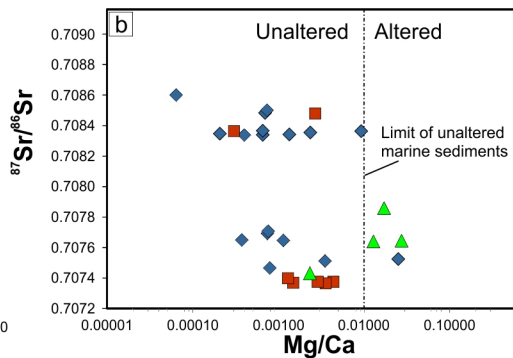 b
Unaltered
Altered
0.7090
0.7088
0.7086
0.7084
0.7082
0.7080
0.7078
0.7076
0.7074
0.7072
⁸⁷Sr/⁸⁶Sr
Limit of unaltered
marine sediments
0
0.00001
0.00010
0.00100
0.01000
0.10000
Mg/Ca